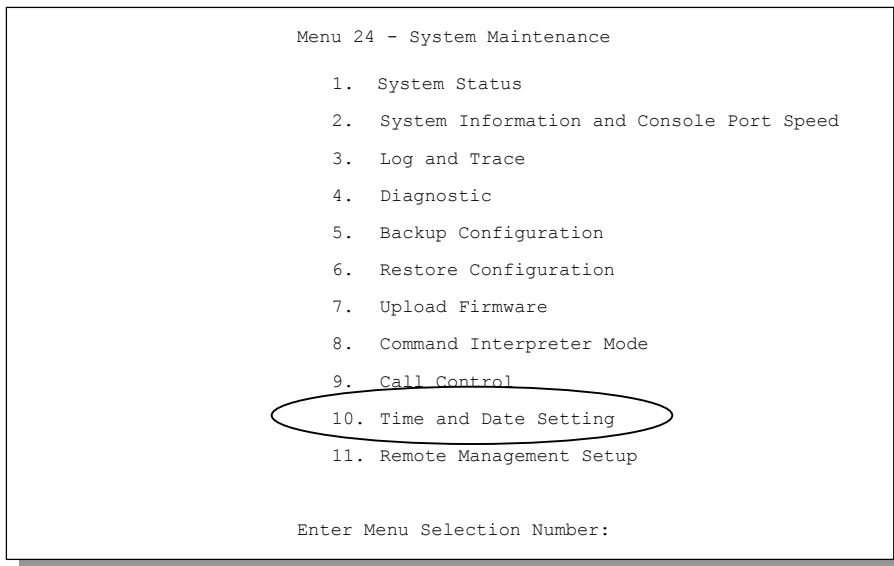 Menu 24 - System Maintenance
1. System Status
2. System Information and Console Port Speed
3. Log and Trace
4. Diagnostic
5. Backup Configuration
6. Restore Configuration
7. Upload Firmware
8. Command Interpreter Mode
9. Call Control
10. Time and Date Setting
11. Remote Management Setup
Enter Menu Selection Number: